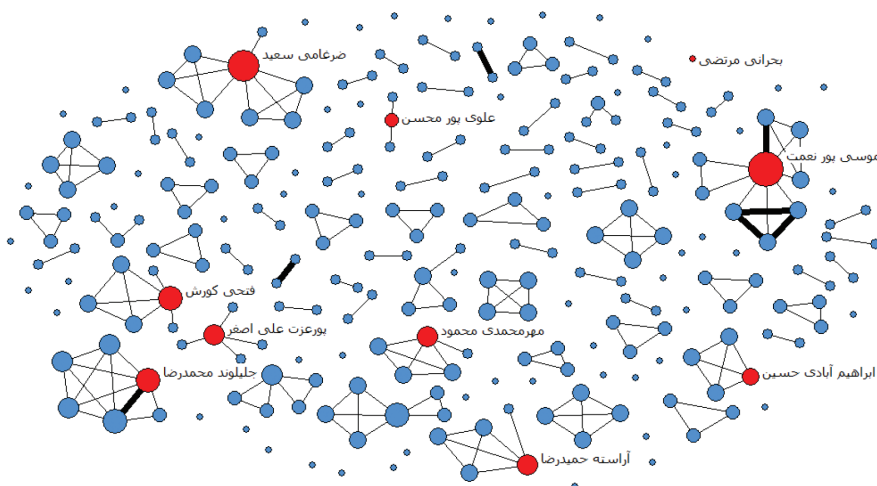 ضرغامی سعید
بحرانی مرتضی
علوی پور محسن
موسی پور نعمت
فتحی کورش
پورعزت علی اصغر
مهرمحمدی محمود
جلیلوند محمدرضا
ابراهیم آبادی حسین
آراسته حمیدرضا